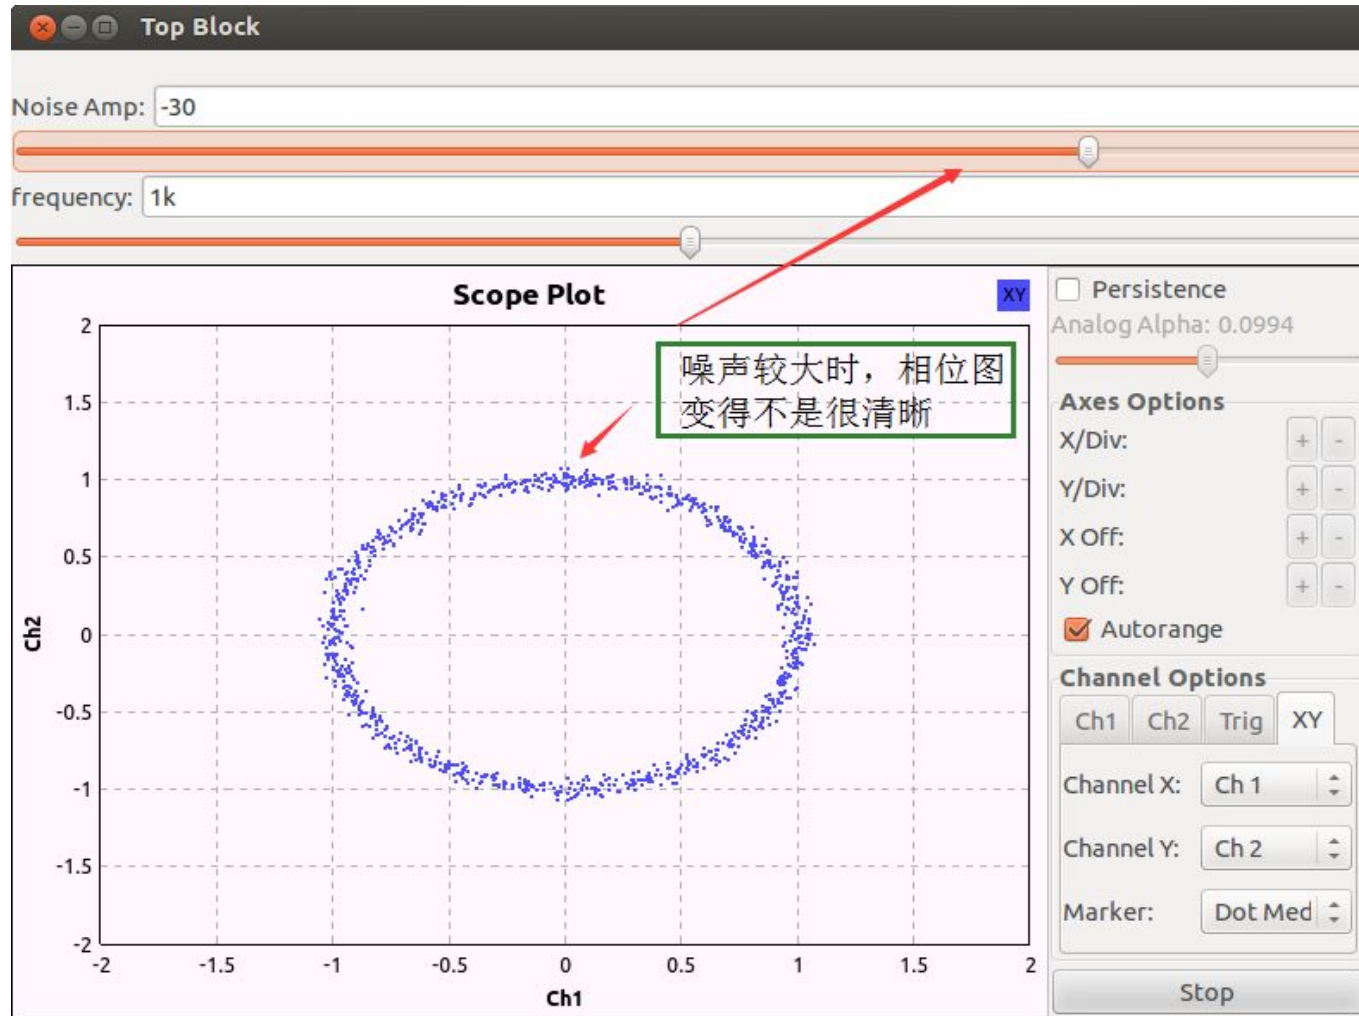 Top Block
Noise Amp: -30
frequency: 1k
Scope Plot
XY
噪声较大时，相位图
变得不是很清晰
2
1.5
1
0.5
0
-0.5
-1
-1.5
-2
Ch2
-2 -1.5 -1 -0.5 0 0.5 1 1.5 2
Ch1
Persistence
Analog Alpha: 0.0994
Axes Options
X/Div: + -
Y/Div: + -
X Off: + -
Y Off: + -
Autorange
Channel Options
Ch1 Ch2 Trig XY
Channel X: Ch 1
Channel Y: Ch 2
Marker: Dot Med
Stop